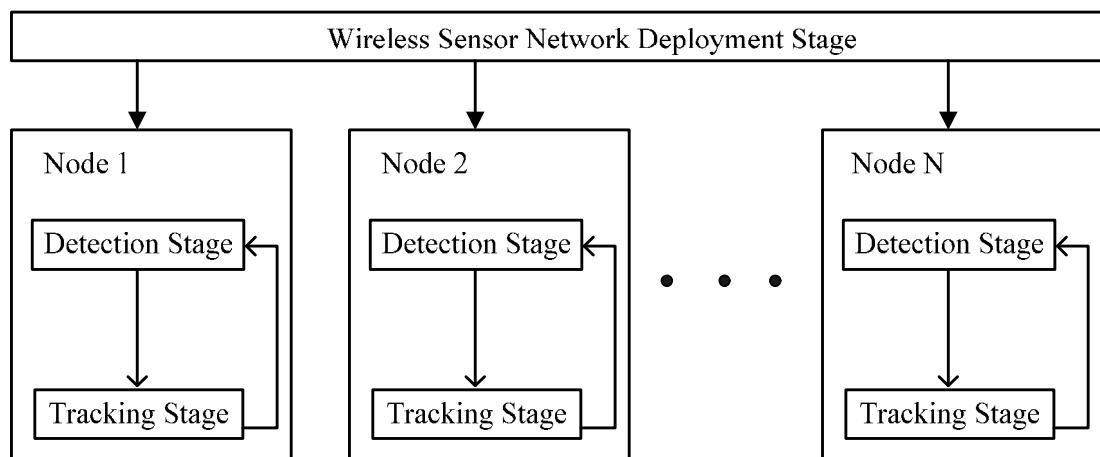 Wireless Sensor Network Deployment Stage
Node 1
Detection Stage
Tracking Stage
Node 2
Detection Stage
Tracking Stage
Node N
Detection Stage
Tracking Stage